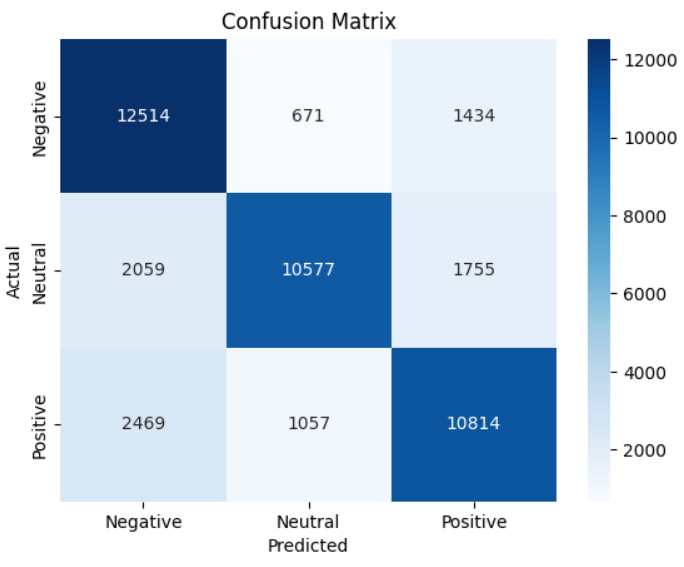 Confusion Matrix
12000
12514 671 1434
Negative
10000
8000
Actual
Neutral
2059 10577 1755
6000
4000
Positive
2469 1057 10814
2000
Negative Neutral Positive
Predicted